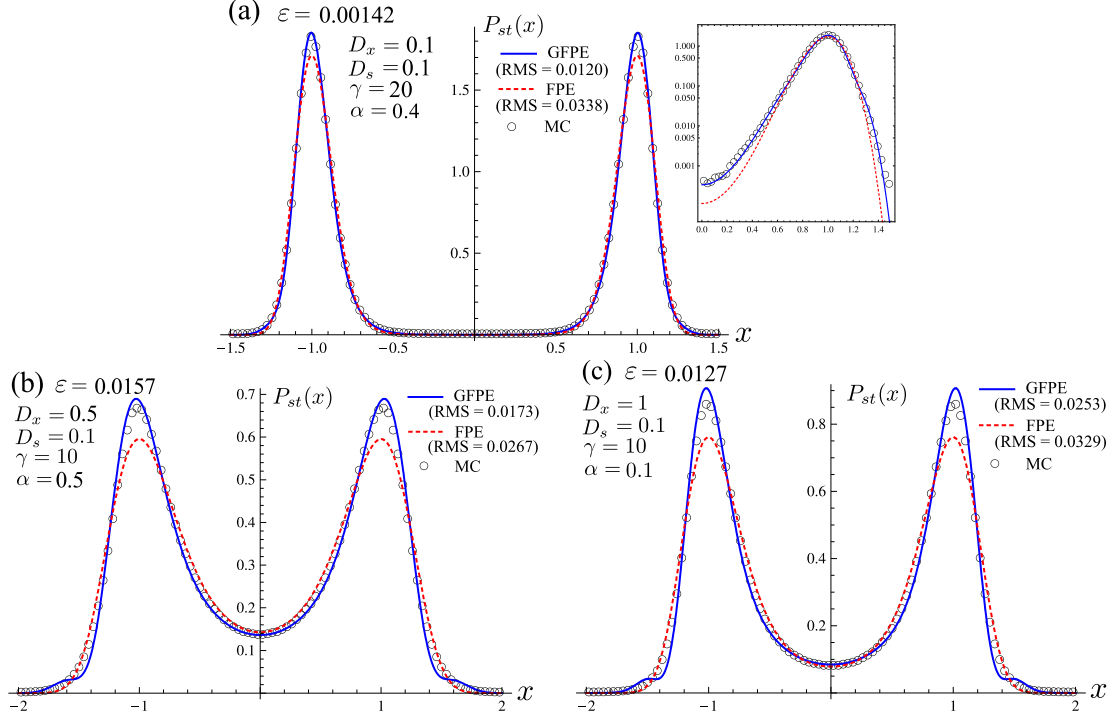 (a) ε = 0.00142
P_st(x)
D_x = 0.1
D_s = 0.1
γ = 20
α = 0.4
GFPE
(RMS = 0.0120)
FPE
(RMS = 0.0338)
MC
1.5
1.0
0.5
−1.5 −1.0 −0.5 0.5 1.0 1.5 x
1.000
0.500
0.100
0.050
0.010
0.005
0.001
0.0 0.2 0.4 0.6 0.8 1.0 1.2 1.4
(b) ε = 0.0157
D_x = 0.5
D_s = 0.1
γ = 10
α = 0.5
P_st(x)
GFPE
(RMS = 0.0173)
FPE
(RMS = 0.0267)
MC
0.7
0.6
0.5
0.4
0.3
0.2
0.1
−2 −1 1 2 x
(c) ε = 0.0127
D_x = 1
D_s = 0.1
γ = 10
α = 0.1
P_st(x)
GFPE
(RMS = 0.0253)
FPE
(RMS = 0.0329)
MC
0.8
0.6
0.4
0.2
−2 −1 1 2 x